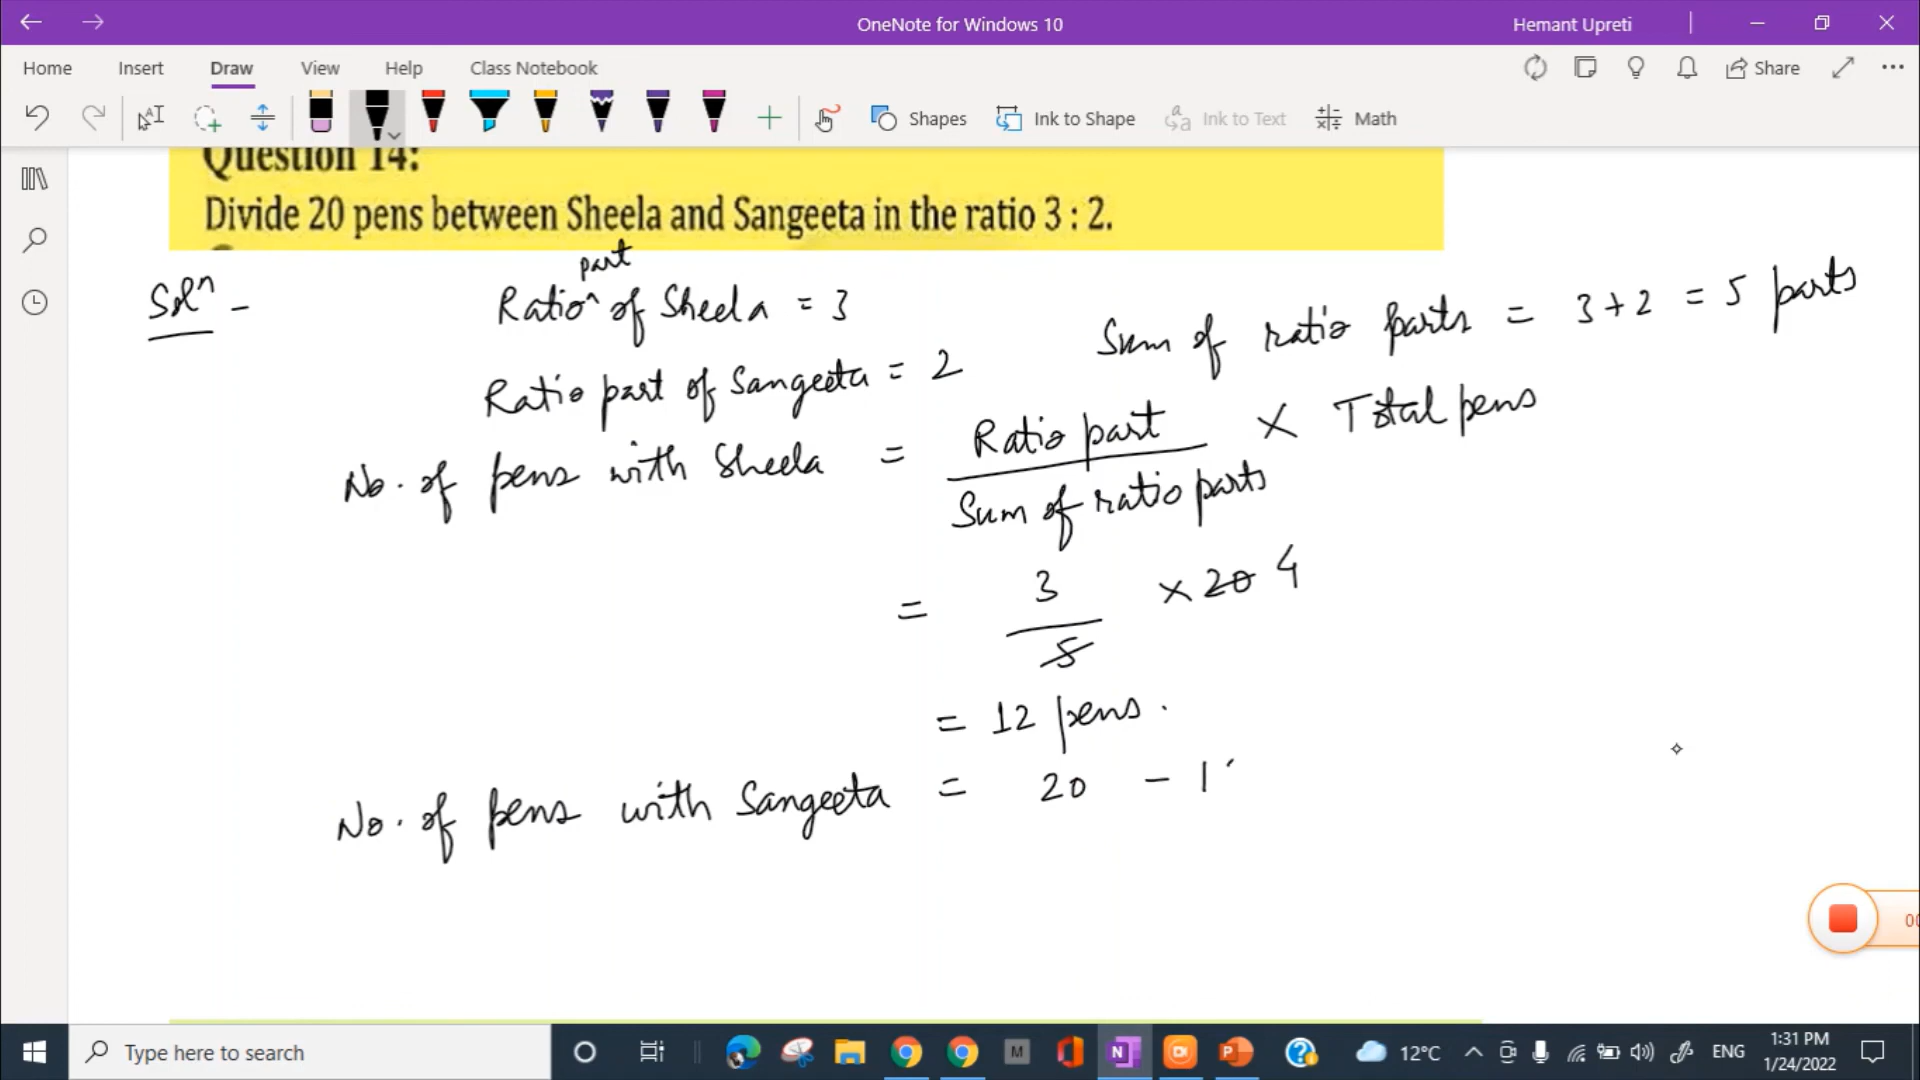 OneNote for Windows 10
Hemant Upreti
Home Insert Draw View Help Class Notebook
Share
Shapes Ink to Shape Ink to Text Math
Question 14:
Divide 20 pens between Sheela and Sangeeta in the ratio 3 : 2.
Solⁿ -
part
Ratio^ of Sheela = 3
Sum of ratio parts = 3+2 = 5 parts
Ratio part of Sangeeta = 2
No. of pens with Sheela = Ratio part × Total pens
Sum of ratio parts
= 3 × 20 4
5
= 12 pens.
No. of pens with Sangeeta = 20 - 1
00
Type here to search
M
N
12°C
ENG
1:31 PM
1/24/2022